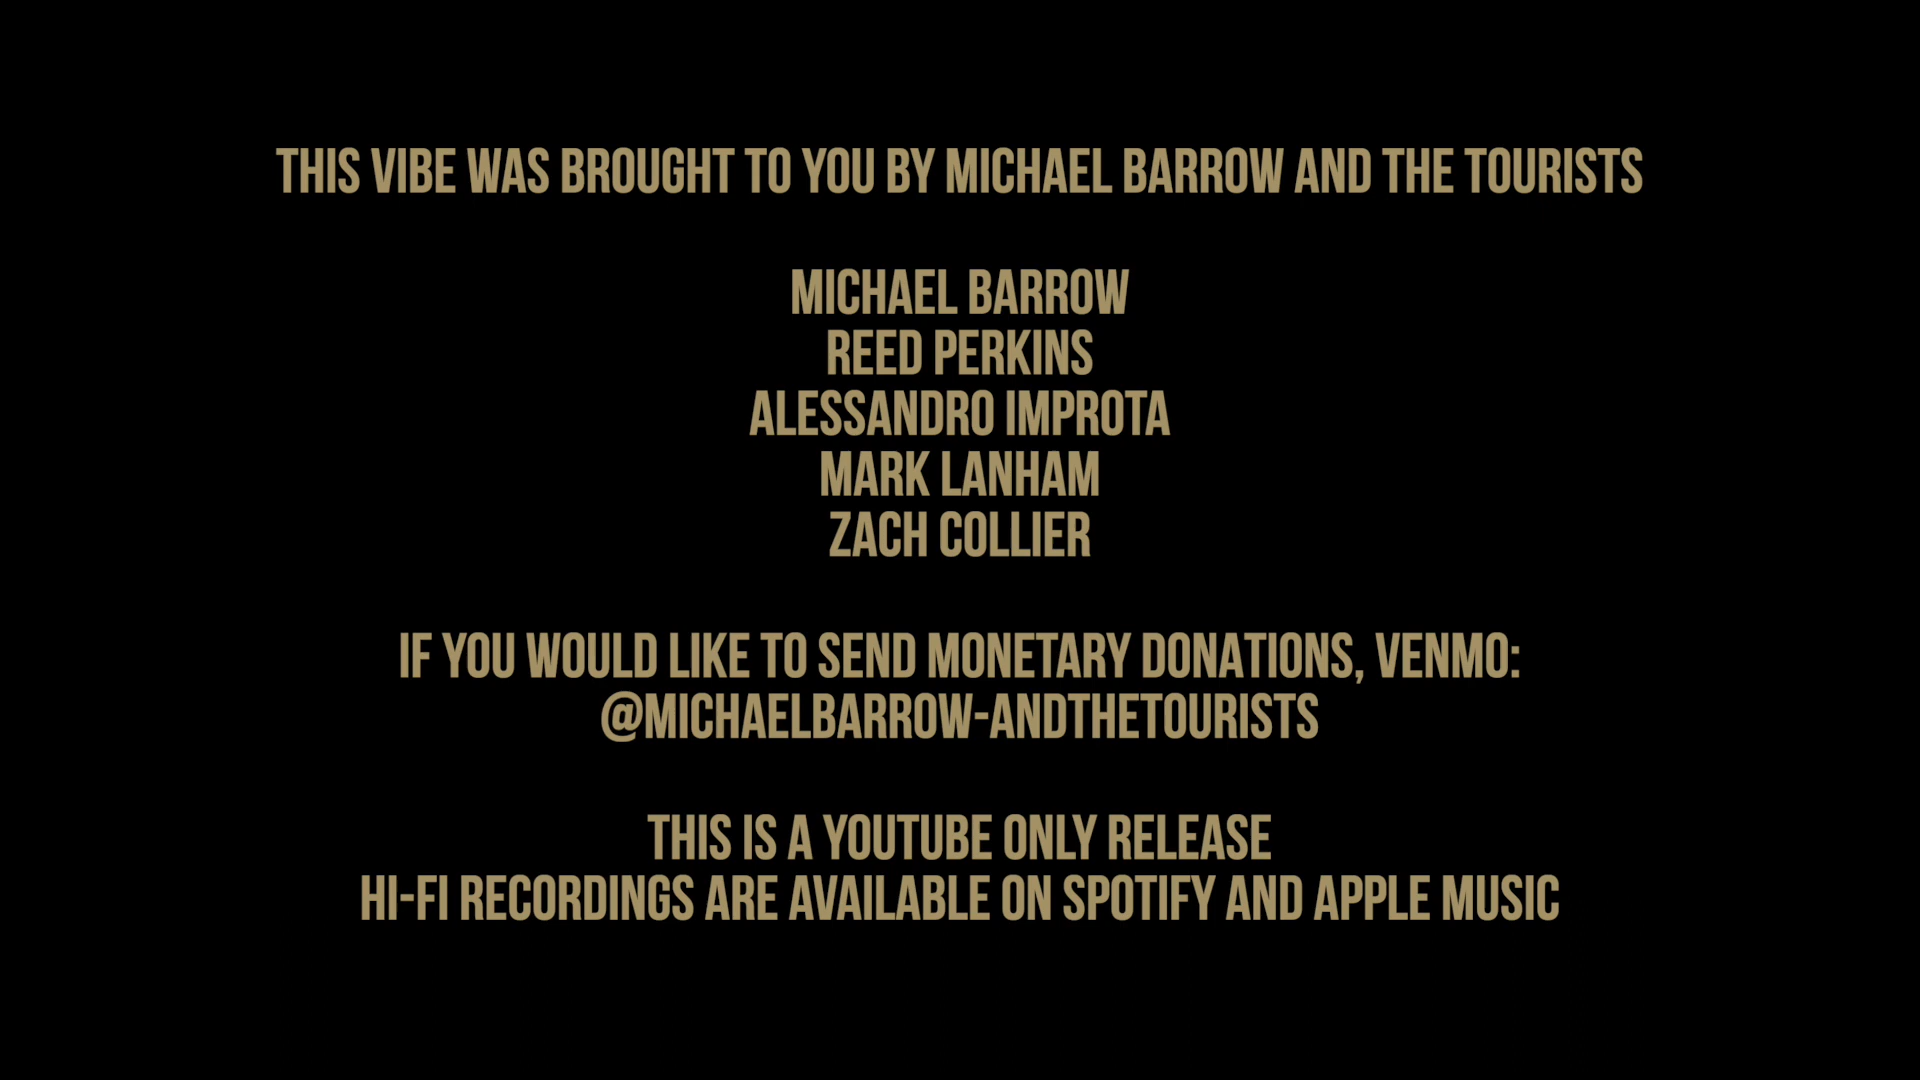 THIS VIBE WAS BROUGHT TO YOU BY MICHAEL BARROW AND THE TOURISTS
MICHAEL BARROW
REED PERKINS
ALESSANDRO IMPROTA
MARK LANHAM
ZACH COLLIER
IF YOU WOULD LIKE TO SEND MONETARY DONATIONS, VENMO:
@MICHAELBARROW-ANDTHETOURISTS
THIS IS A YOUTUBE ONLY RELEASE
HI-FI RECORDINGS ARE AVAILABLE ON SPOTIFY AND APPLE MUSIC